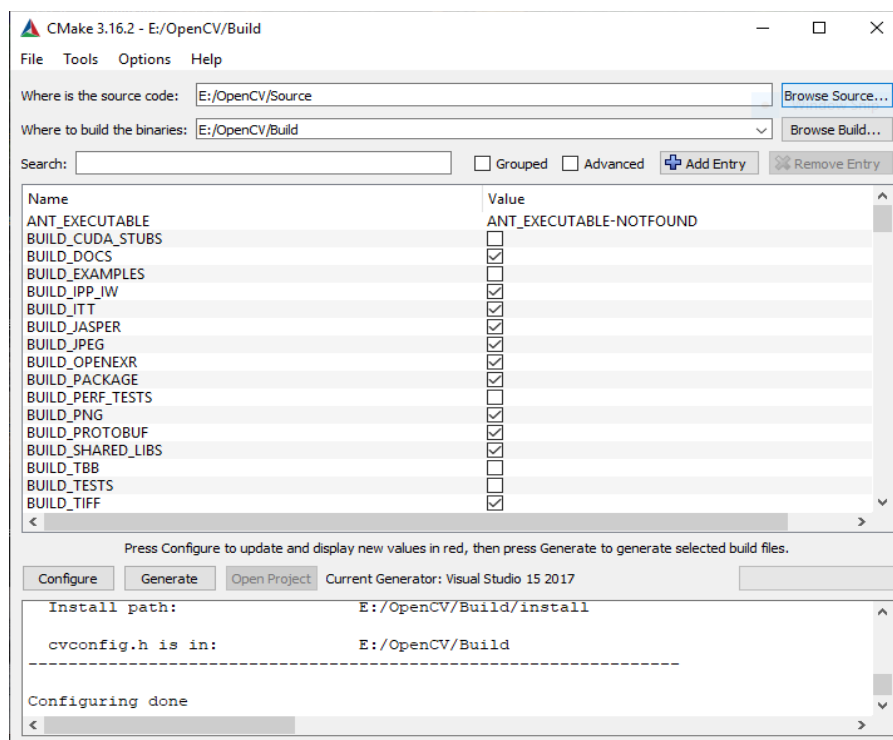 CMake 3.16.2 - E:/OpenCV/Build
File Tools Options Help
Where is the source code: E:/OpenCV/Source Browse Source...
Where to build the binaries: E:/OpenCV/Build Browse Build...
Search: Grouped Advanced Add Entry Remove Entry
Name Value
ANT_EXECUTABLE ANT_EXECUTABLE-NOTFOUND
BUILD_CUDA_STUBS
BUILD_DOCS
BUILD_EXAMPLES
BUILD_IPP_IW
BUILD_ITT
BUILD_JASPER
BUILD_JPEG
BUILD_OPENEXR
BUILD_PACKAGE
BUILD_PERF_TESTS
BUILD_PNG
BUILD_PROTOBUF
BUILD_SHARED_LIBS
BUILD_TBB
BUILD_TESTS
BUILD_TIFF
Press Configure to update and display new values in red, then press Generate to generate selected build files.
Configure Generate Open Project Current Generator: Visual Studio 15 2017
Install path: E:/OpenCV/Build/install
cvconfig.h is in: E:/OpenCV/Build
-----------------------------------------------------------------
Configuring done